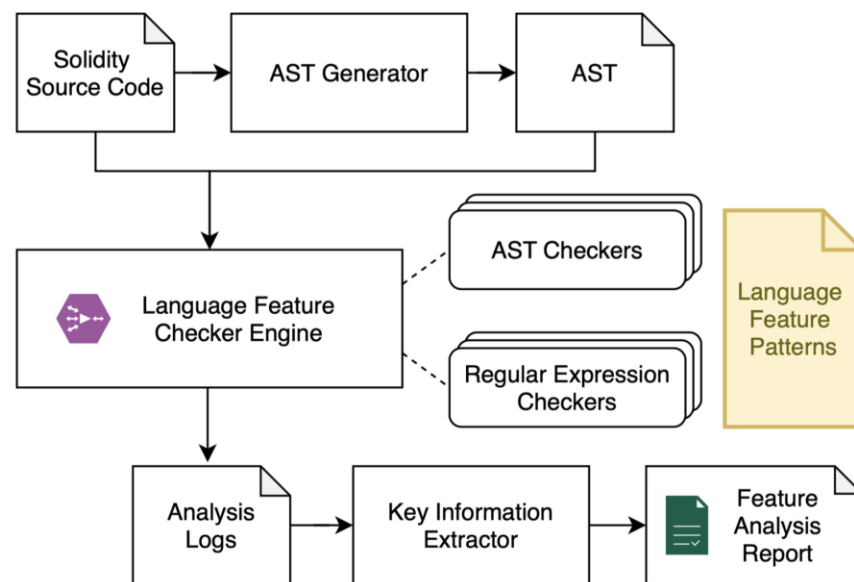 Solidity
Source Code
AST Generator
AST
AST Checkers
Language
Feature
Patterns
Language Feature
Checker Engine
Regular Expression
Checkers
Analysis
Logs
Key Information
Extractor
Feature
Analysis
Report